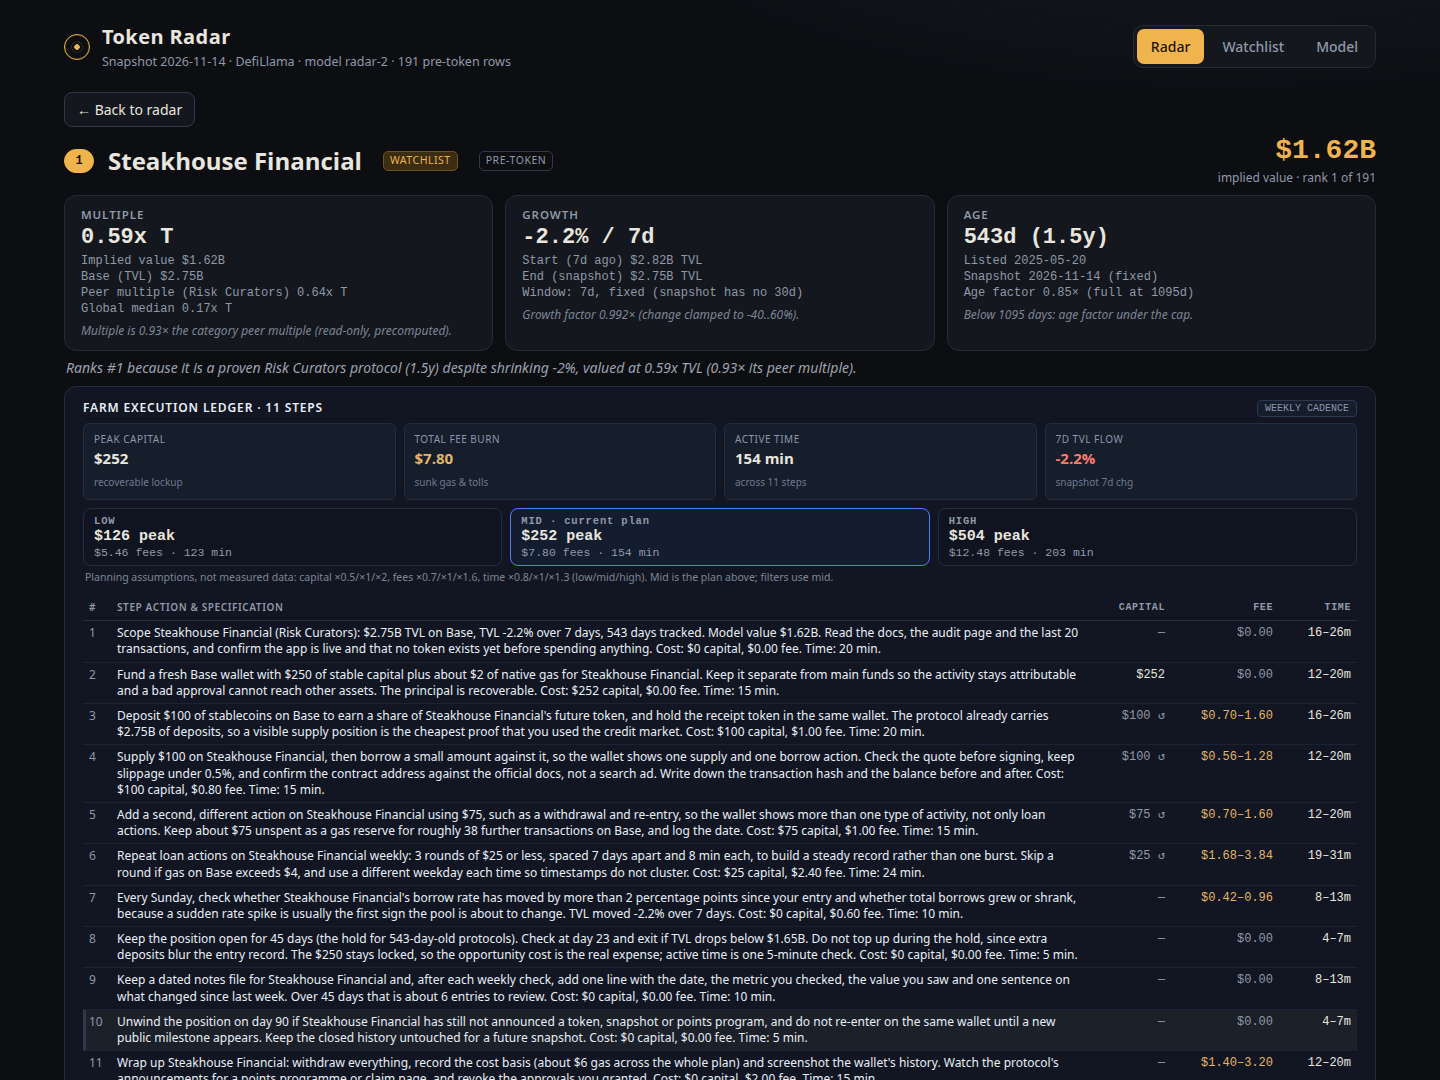 Token Radar
Snapshot 2026-11-14 · DefiLlama · model radar-2 · 191 pre-token rows
Radar
Watchlist
Model
← Back to radar
1
Steakhouse Financial
WATCHLIST
PRE-TOKEN
$1.62B
implied value · rank 1 of 191
MULTIPLE
0.59x T
Implied value $1.62B
Base (TVL) $2.75B
Peer multiple (Risk Curators) 0.64x T
Global median 0.17x T
Multiple is 0.93× the category peer multiple (read-only, precomputed).
GROWTH
-2.2% / 7d
Start (7d ago) $2.82B TVL
End (snapshot) $2.75B TVL
Window: 7d, fixed (snapshot has no 30d)
Growth factor 0.992× (change clamped to -40..60%).
AGE
543d (1.5y)
Listed 2025-05-20
Snapshot 2026-11-14 (fixed)
Age factor 0.85× (full at 1095d)
Below 1095 days: age factor under the cap.
Ranks #1 because it is a proven Risk Curators protocol (1.5y) despite shrinking -2%, valued at 0.59x TVL (0.93× its peer multiple).
FARM EXECUTION LEDGER · 11 STEPS
WEEKLY CADENCE
PEAK CAPITAL
$252
recoverable lockup
TOTAL FEE BURN
$7.80
sunk gas & tolls
ACTIVE TIME
154 min
across 11 steps
7D TVL FLOW
-2.2%
snapshot 7d chg
LOW
$126 peak
$5.46 fees · 123 min
MID · current plan
$252 peak
$7.80 fees · 154 min
HIGH
$504 peak
$12.48 fees · 203 min
Planning assumptions, not measured data: capital ×0.5/×1/×2, fees ×0.7/×1/×1.6, time ×0.8/×1/×1.3 (low/mid/high). Mid is the plan above; filters use mid.
# STEP ACTION & SPECIFICATION CAPITAL FEE TIME
1 Scope Steakhouse Financial (Risk Curators): $2.75B TVL on Base, TVL -2.2% over 7 days, 543 days tracked. Model value $1.62B. Read the docs, the audit page and the last 20 — $0.00 16–26m
transactions, and confirm the app is live and that no token exists yet before spending anything. Cost: $0 capital, $0.00 fee. Time: 20 min.
2 Fund a fresh Base wallet with $250 of stable capital plus about $2 of native gas for Steakhouse Financial. Keep it separate from main funds so the activity stays attributable $252 $0.00 12–20m
and a bad approval cannot reach other assets. The principal is recoverable. Cost: $252 capital, $0.00 fee. Time: 15 min.
3 Deposit $100 of stablecoins on Base to earn a share of Steakhouse Financial's future token, and hold the receipt token in the same wallet. The protocol already carries $100 ↺ $0.70–1.60 16–26m
$2.75B of deposits, so a visible supply position is the cheapest proof that you used the credit market. Cost: $100 capital, $1.00 fee. Time: 20 min.
4 Supply $100 on Steakhouse Financial, then borrow a small amount against it, so the wallet shows one supply and one borrow action. Check the quote before signing, keep $100 ↺ $0.56–1.28 12–20m
slippage under 0.5%, and confirm the contract address against the official docs, not a search ad. Write down the transaction hash and the balance before and after. Cost:
$100 capital, $0.80 fee. Time: 15 min.
5 Add a second, different action on Steakhouse Financial using $75, such as a withdrawal and re-entry, so the wallet shows more than one type of activity, not only loan $75 ↺ $0.70–1.60 12–20m
actions. Keep about $75 unspent as a gas reserve for roughly 38 further transactions on Base, and log the date. Cost: $75 capital, $1.00 fee. Time: 15 min.
6 Repeat loan actions on Steakhouse Financial weekly: 3 rounds of $25 or less, spaced 7 days apart and 8 min each, to build a steady record rather than one burst. Skip a $25 ↺ $1.68–3.84 19–31m
round if gas on Base exceeds $4, and use a different weekday each time so timestamps do not cluster. Cost: $25 capital, $2.40 fee. Time: 24 min.
7 Every Sunday, check whether Steakhouse Financial's borrow rate has moved by more than 2 percentage points since your entry and whether total borrows grew or shrank, — $0.42–0.96 8–13m
because a sudden rate spike is usually the first sign the pool is about to change. TVL moved -2.2% over 7 days. Cost: $0 capital, $0.60 fee. Time: 10 min.
8 Keep the position open for 45 days (the hold for 543-day-old protocols). Check at day 23 and exit if TVL drops below $1.65B. Do not top up during the hold, since extra — $0.00 4–7m
deposits blur the entry record. The $250 stays locked, so the opportunity cost is the real expense; active time is one 5-minute check. Cost: $0 capital, $0.00 fee. Time: 5 min.
9 Keep a dated notes file for Steakhouse Financial and, after each weekly check, add one line with the date, the metric you checked, the value you saw and one sentence on — $0.00 8–13m
what changed since last week. Over 45 days that is about 6 entries to review. Cost: $0 capital, $0.00 fee. Time: 10 min.
10 Unwind the position on day 90 if Steakhouse Financial has still not announced a token, snapshot or points program, and do not re-enter on the same wallet until a new — $0.00 4–7m
public milestone appears. Keep the closed history untouched for a future snapshot. Cost: $0 capital, $0.00 fee. Time: 5 min.
11 Wrap up Steakhouse Financial: withdraw everything, record the cost basis (about $6 gas across the whole plan) and screenshot the wallet's history. Watch the protocol's — $1.40–3.20 12–20m
announcements for a points programme or claim page, and revoke the approvals you granted. Cost: $0 capital, $2.00 fee. Time: 15 min.